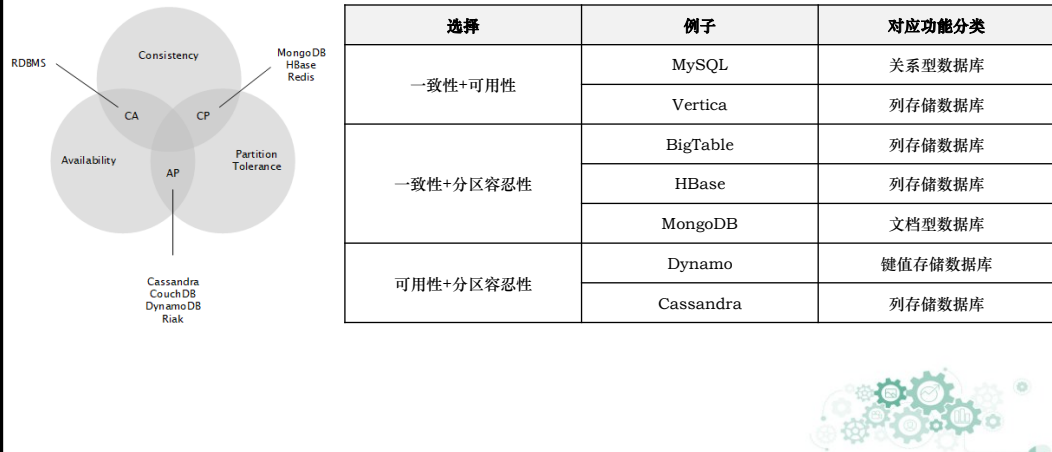 Consistency
RDBMS
MongoDB
HBase
Redis
CA
CP
Availability
Partition
Tolerance
AP
Cassandra
CouchDB
DynamoDB
Riak
选择 例子 对应功能分类
一致性+可用性 MySQL 关系型数据库
Vertica 列存储数据库
一致性+分区容忍性 BigTable 列存储数据库
HBase 列存储数据库
MongoDB 文档型数据库
可用性+分区容忍性 Dynamo 键值存储数据库
Cassandra 列存储数据库